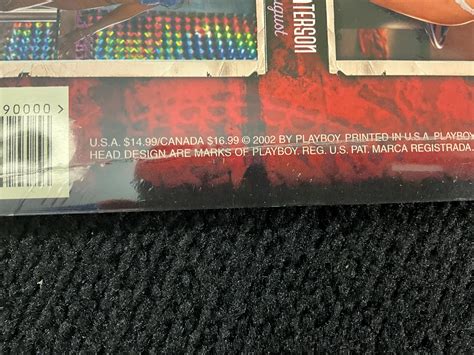 TERSON
August
90000 >
U.S.A. $14.99/CANADA $16.99 © 2002 BY PLAYBOY. PRINTED IN U.S.A. PLAYBOY
HEAD DESIGN ARE MARKS OF PLAYBOY. REG. U.S. PAT. MARCA REGISTRADA.